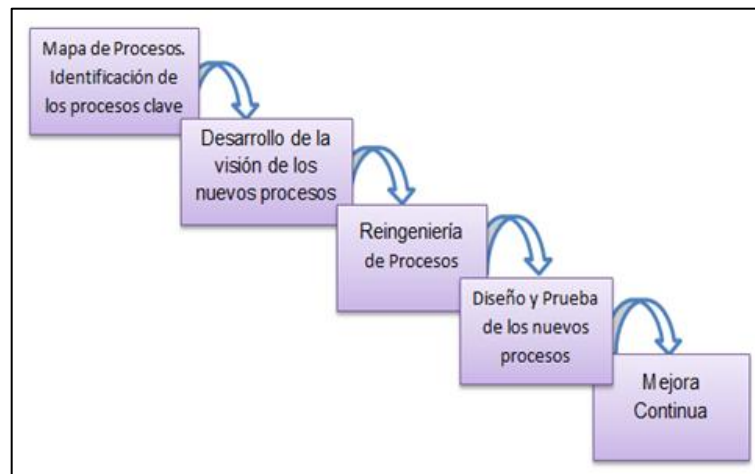 Mapa de Procesos.
Identificación de
los procesos clave
Desarrollo de la
visión de los
nuevos procesos
Reingeniería
de Procesos
Diseño y Prueba
de los nuevos
procesos
Mejora
Continua